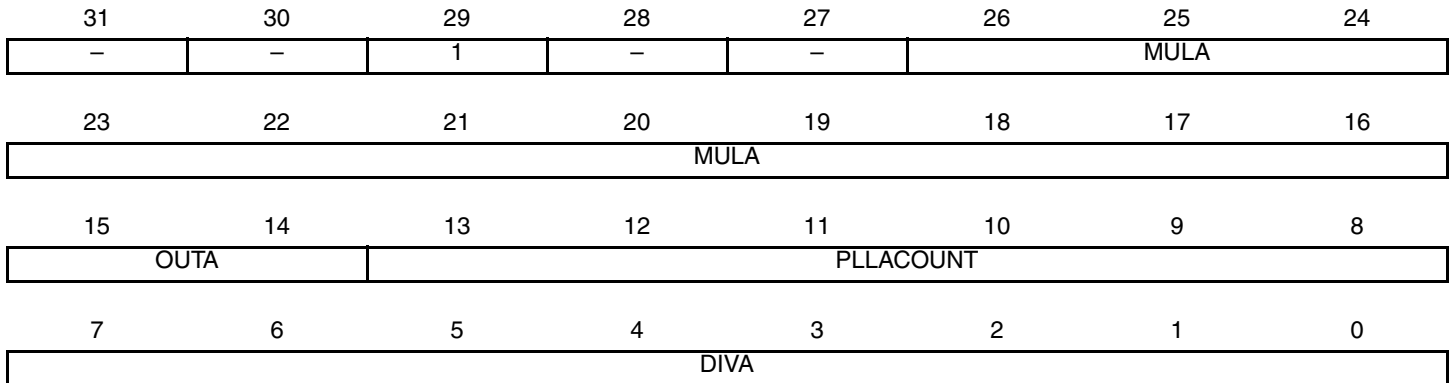 31 30 29 28 27 26 25 24
– – 1 – – MULA
23 22 21 20 19 18 17 16
MULA
15 14 13 12 11 10 9 8
OUTA PLLACOUNT
7 6 5 4 3 2 1 0
DIVA